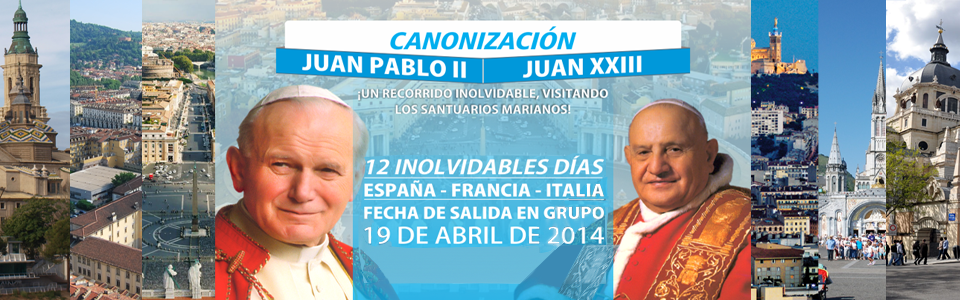 CANONIZACIÓN
JUAN PABLO II JUAN XXIII
¡UN RECORRIDO INOLVIDABLE, VISITANDO
LOS SANTUARIOS MARIANOS!
12 INOLVIDABLES DÍAS
ESPAÑA - FRANCIA - ITALIA
FECHA DE SALIDA EN GRUPO
19 DE ABRIL DE 2014